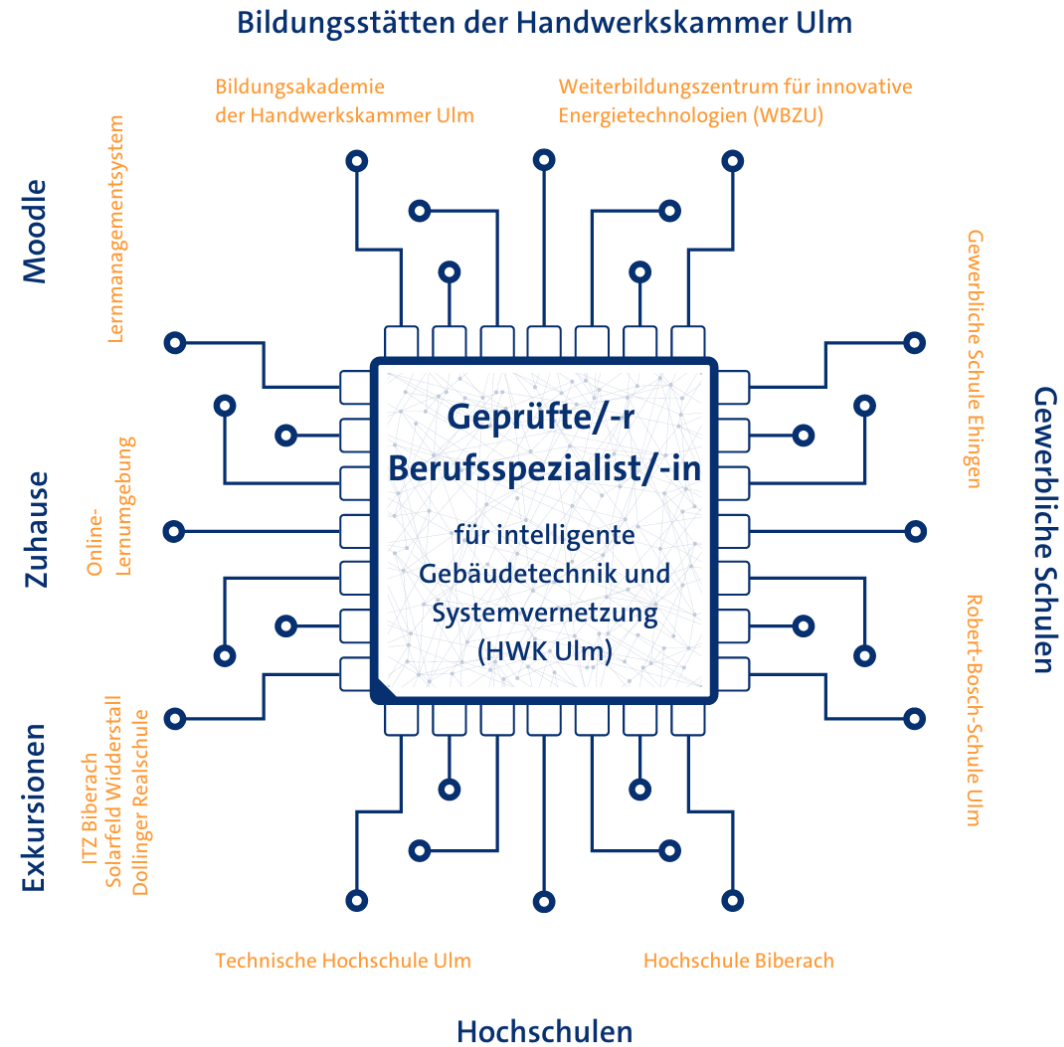 Bildungsstätten der Handwerkskammer Ulm
Bildungsakademie
der Handwerkskammer Ulm
Weiterbildungszentrum für innovative
Energietechnologien (WBZU)
Moodle
Lernmanagementsystem
Zuhause
Online-
Lernumgebung
Exkursionen
ITZ Biberach
Solarfeld Widderstall
Dollinger Realschule
Geprüfte/-r
Berufsspezialist/-in
für intelligente
Gebäudetechnik und
Systemvernetzung
(HWK Ulm)
Gewerbliche Schule Ehingen
Robert-Bosch-Schule Ulm
Gewerbliche Schulen
Technische Hochschule Ulm
Hochschule Biberach
Hochschulen